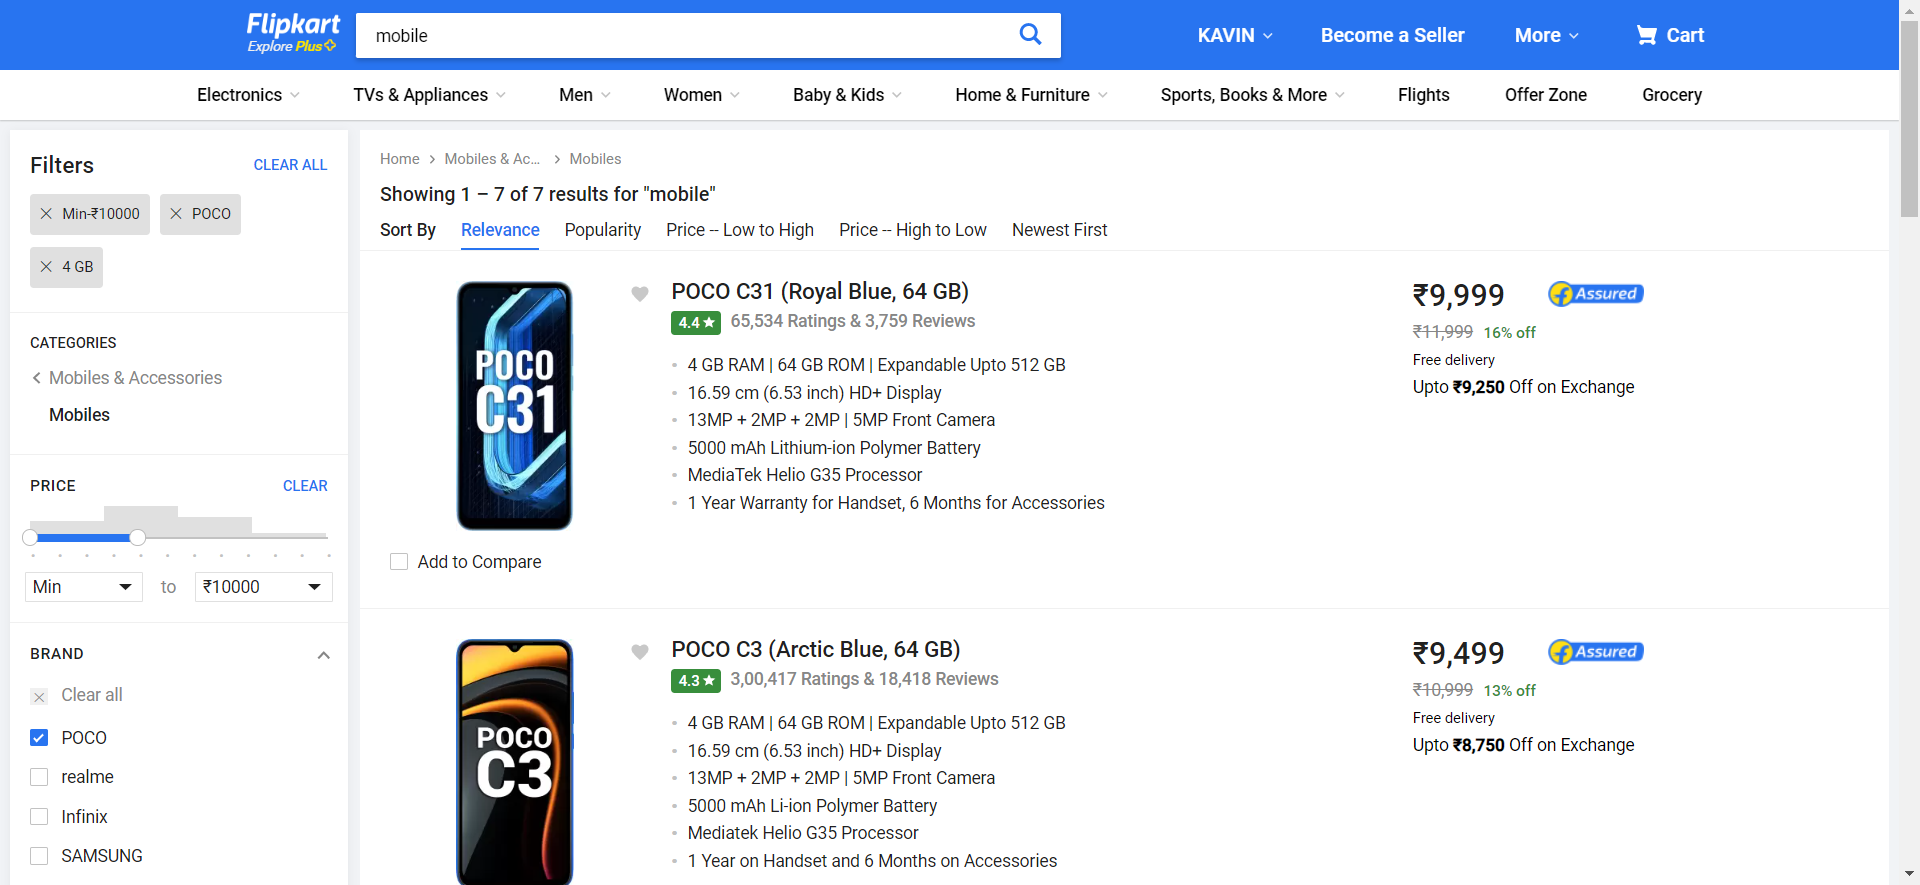 Flipkart
Explore Plus
mobile
KAVIN
Become a Seller
More
Cart
Electronics
TVs & Appliances
Men
Women
Baby & Kids
Home & Furniture
Sports, Books & More
Flights
Offer Zone
Grocery
Filters
CLEAR ALL
Min-₹10000
POCO
4 GB
CATEGORIES
Mobiles & Accessories
Mobiles
PRICE
CLEAR
Min
to
₹10000
BRAND
Clear all
POCO
realme
Infinix
SAMSUNG
Home
Mobiles & Ac...
Mobiles
Showing 1 – 7 of 7 results for "mobile"
Sort By
Relevance
Popularity
Price -- Low to High
Price -- High to Low
Newest First
POCO
C31
Add to Compare
POCO C31 (Royal Blue, 64 GB)
4.4
65,534 Ratings & 3,759 Reviews
4 GB RAM | 64 GB ROM | Expandable Upto 512 GB
16.59 cm (6.53 inch) HD+ Display
13MP + 2MP + 2MP | 5MP Front Camera
5000 mAh Lithium-ion Polymer Battery
MediaTek Helio G35 Processor
1 Year Warranty for Handset, 6 Months for Accessories
₹9,999
Assured
₹11,999
16% off
Free delivery
Upto ₹9,250 Off on Exchange
POCO
C3
POCO C3 (Arctic Blue, 64 GB)
4.3
3,00,417 Ratings & 18,418 Reviews
4 GB RAM | 64 GB ROM | Expandable Upto 512 GB
16.59 cm (6.53 inch) HD+ Display
13MP + 2MP + 2MP | 5MP Front Camera
5000 mAh Li-ion Polymer Battery
Mediatek Helio G35 Processor
1 Year on Handset and 6 Months on Accessories
₹9,499
Assured
₹10,999
13% off
Free delivery
Upto ₹8,750 Off on Exchange